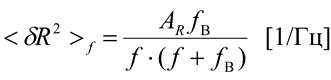 < δR² >_f = A_R f_В / f · (f + f_В) [1/Гц]